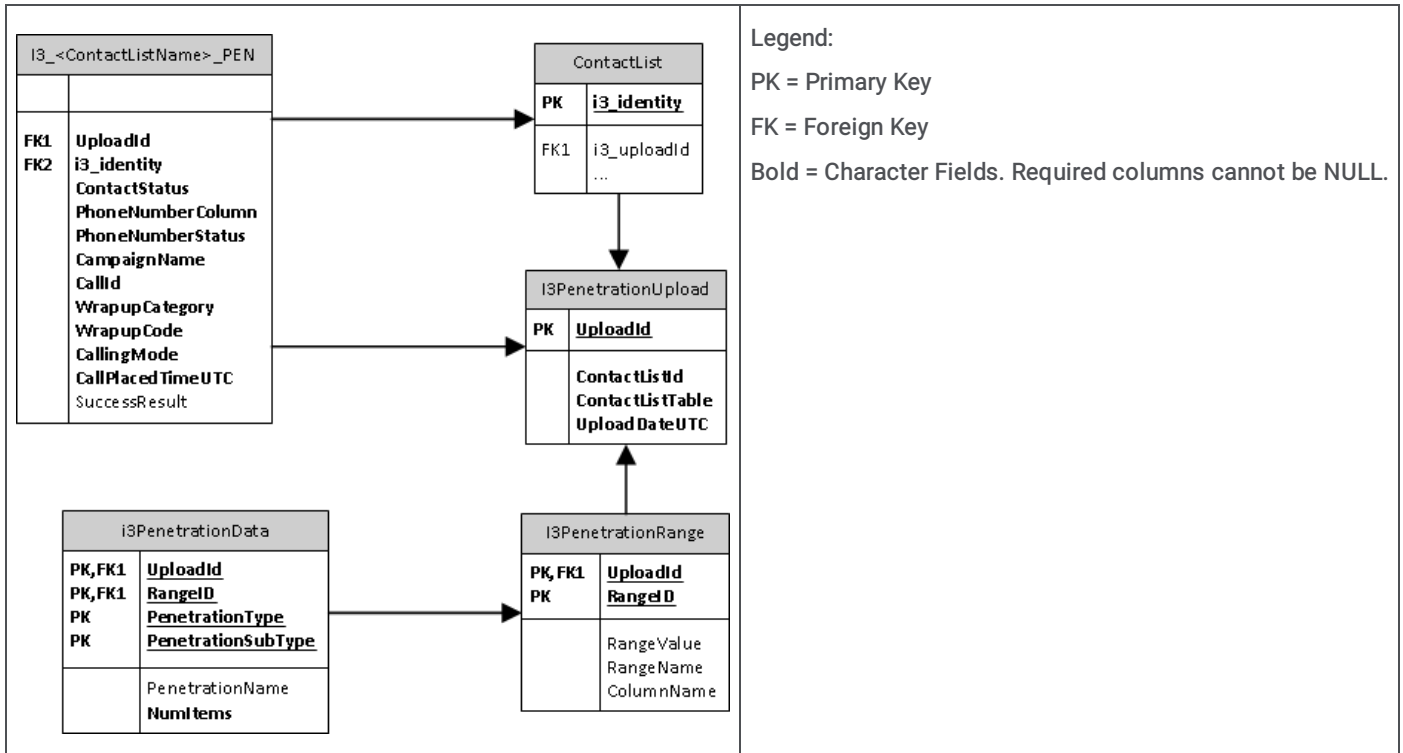 I3_<ContactListName>_PEN
FK1 UploadId
FK2 i3_identity
ContactStatus
PhoneNumberColumn
PhoneNumberStatus
CampaignName
CallId
WrapupCategory
WrapupCode
CallingMode
CallPlacedTimeUTC
SuccessResult
ContactList
PK i3_identity
FK1 i3_uploadId
...
I3PenetrationUpload
PK UploadId
ContactListId
ContactListTable
UploadDateUTC
i3PenetrationData
PK,FK1 UploadId
PK,FK1 RangeID
PK PenetrationType
PK PenetrationSubType
PenetrationName
NumItems
I3PenetrationRange
PK,FK1 UploadId
PK RangeID
RangeValue
RangeName
ColumnName
Legend:
PK = Primary Key
FK = Foreign Key
Bold = Character Fields. Required columns cannot be NULL.